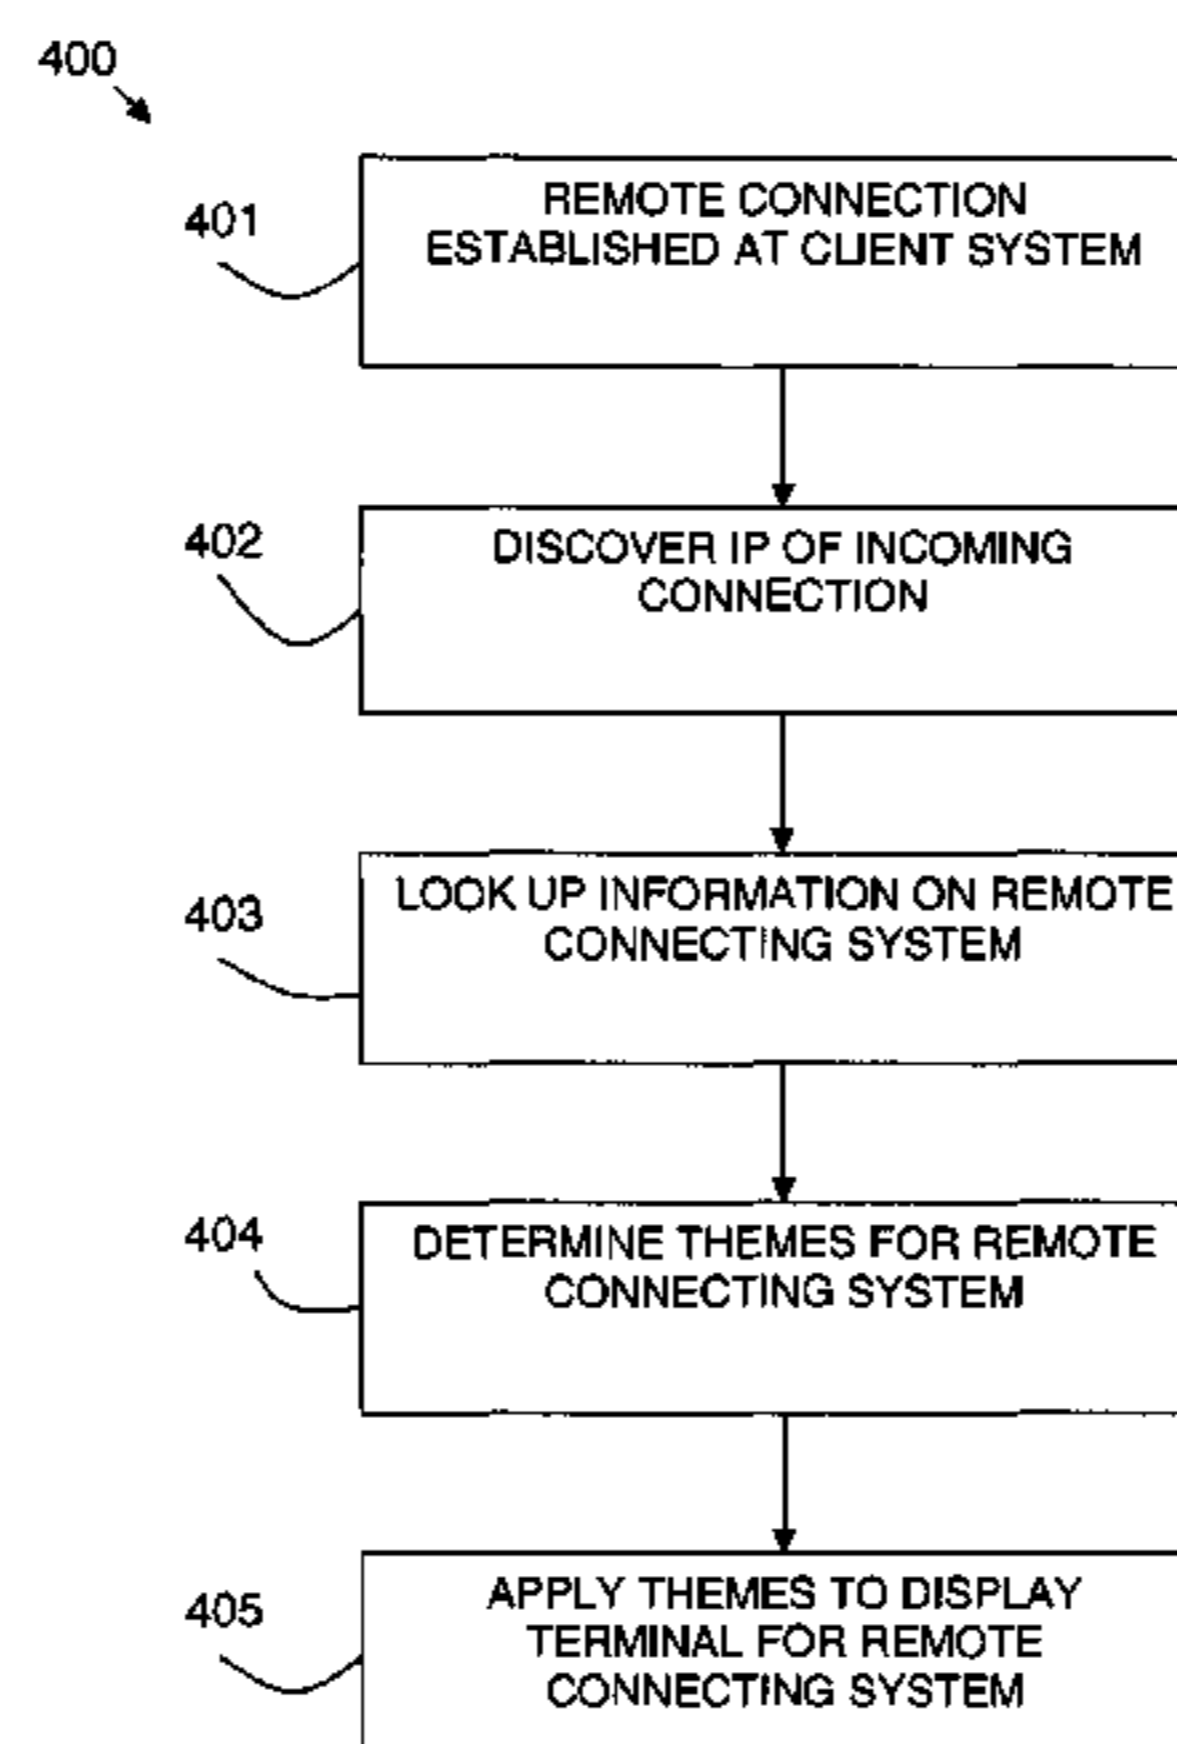 400
401
REMOTE CONNECTION
ESTABLISHED AT CLIENT SYSTEM
402
DISCOVER IP OF INCOMING
CONNECTION
403
LOOK UP INFORMATION ON REMOTE
CONNECTING SYSTEM
404
DETERMINE THEMES FOR REMOTE
CONNECTING SYSTEM
405
APPLY THEMES TO DISPLAY
TERMINAL FOR REMOTE
CONNECTING SYSTEM